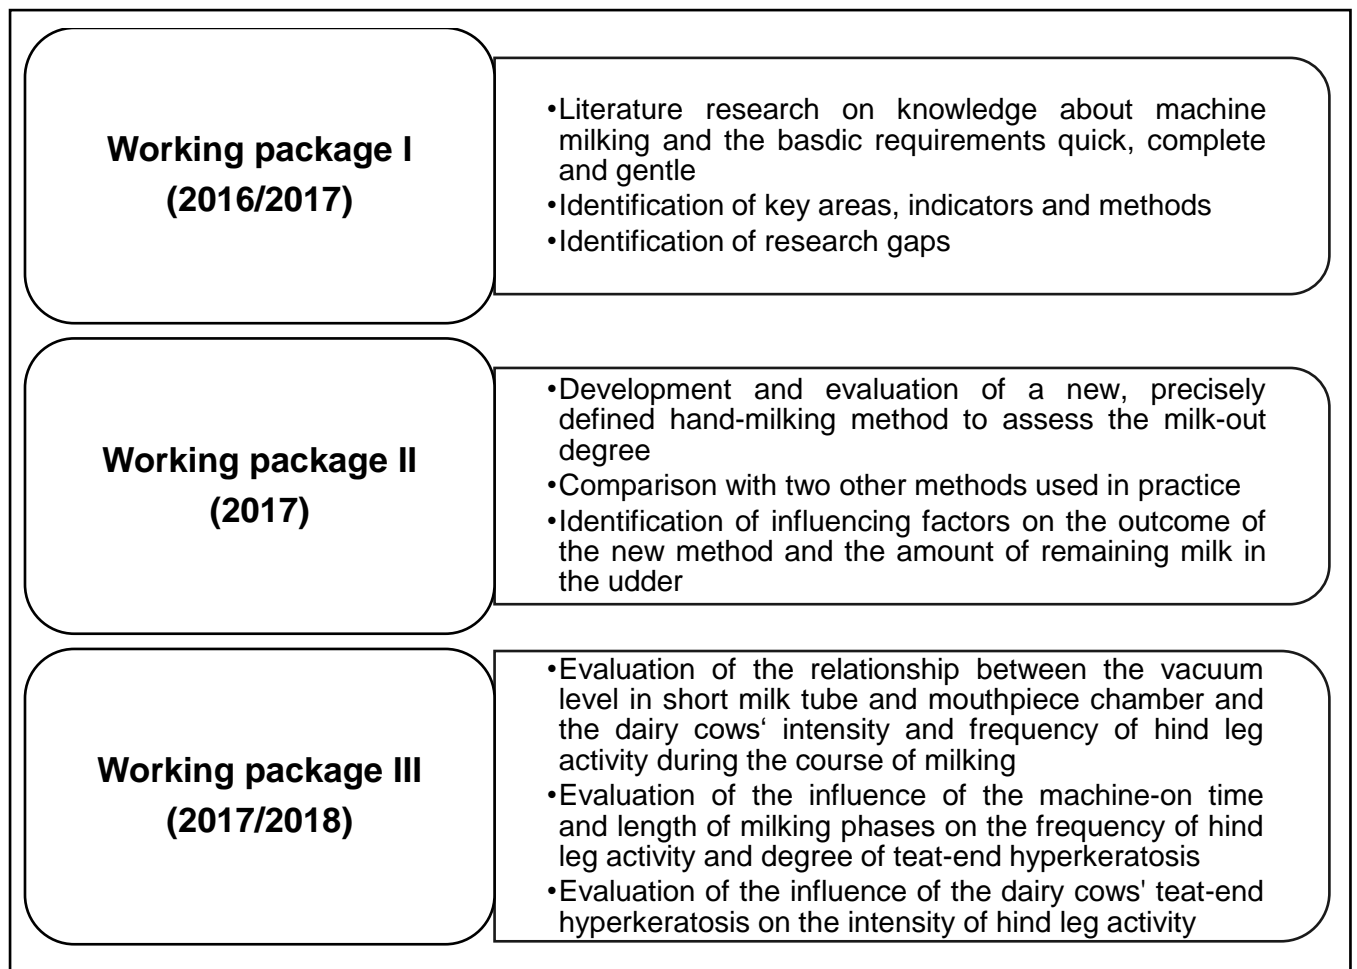 Working package I
(2016/2017)
•Literature research on knowledge about machine
milking and the basdic requirements quick, complete
and gentle
•Identification of key areas, indicators and methods
•Identification of research gaps
Working package II
(2017)
•Development and evaluation of a new, precisely
defined hand-milking method to assess the milk-out
degree
•Comparison with two other methods used in practice
•Identification of influencing factors on the outcome of
the new method and the amount of remaining milk in
the udder
Working package III
(2017/2018)
•Evaluation of the relationship between the vacuum
level in short milk tube and mouthpiece chamber and
the dairy cows‘ intensity and frequency of hind leg
activity during the course of milking
•Evaluation of the influence of the machine-on time
and length of milking phases on the frequency of hind
leg activity and degree of teat-end hyperkeratosis
•Evaluation of the influence of the dairy cows' teat-end
hyperkeratosis on the intensity of hind leg activity